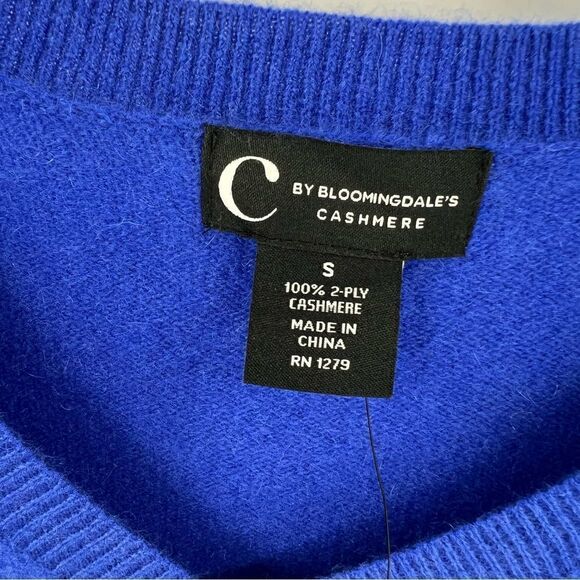 C BY BLOOMINGDALE'S
CASHMERE
S
100% 2-PLY
CASHMERE
MADE IN
CHINA
RN 1279